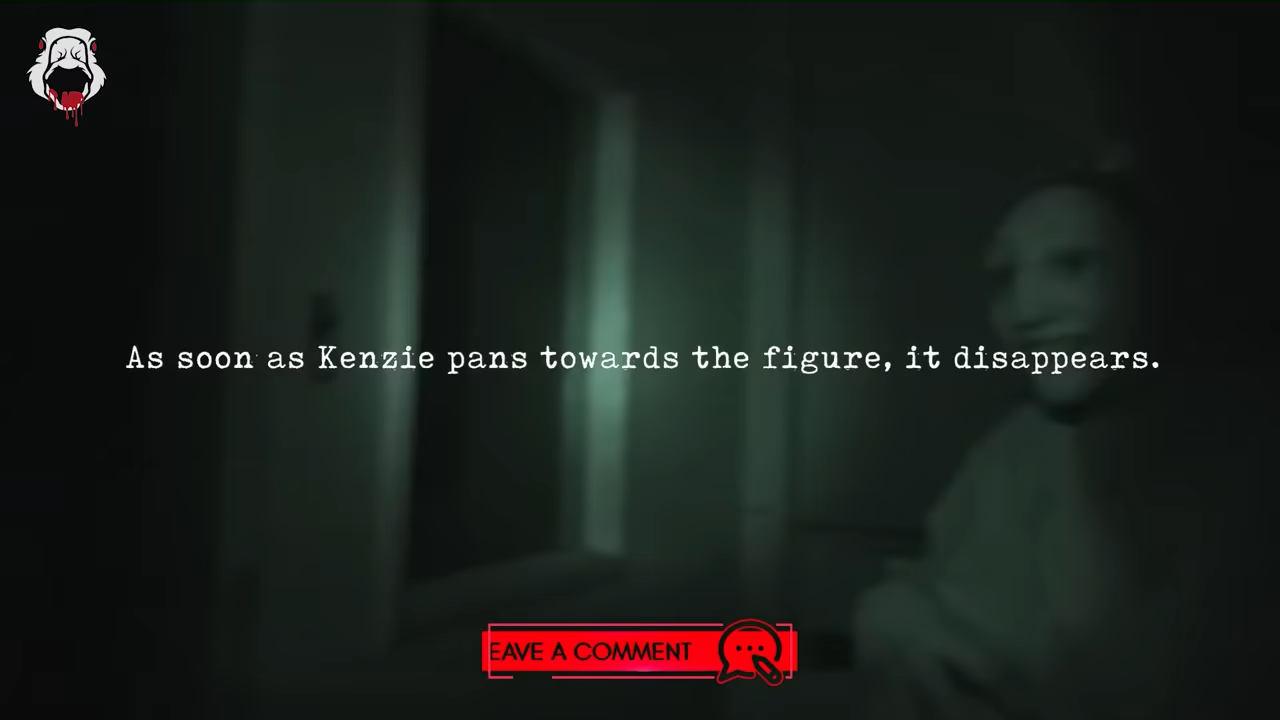 As soon as Kenzie pans towards the figure, it disappears.
EAVE A COMMENT